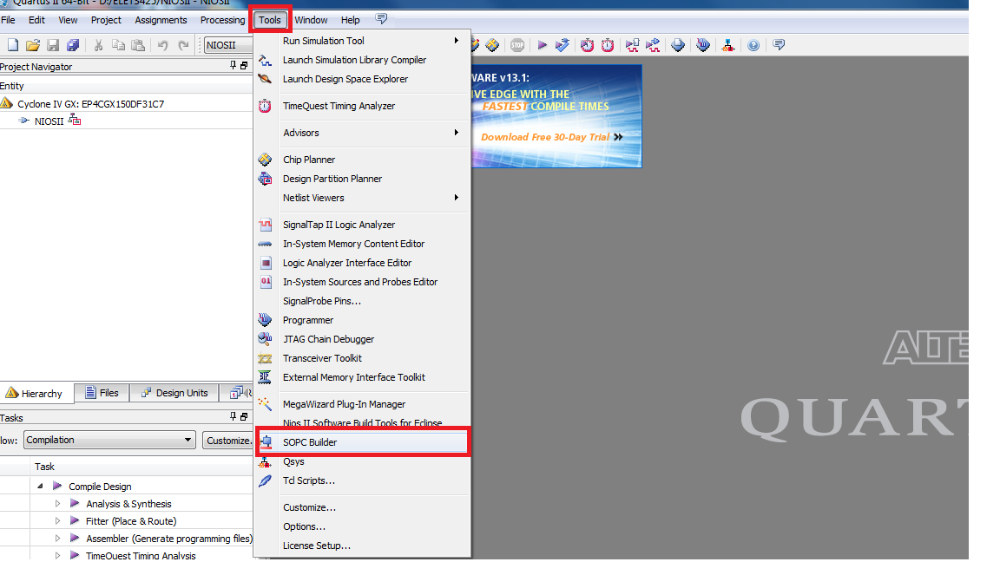 Quartus II 64-Bit - D:/ELET3425/NIOSII - NIOSII
File Edit View Project Assignments Processing Tools Window Help
NIOSII
STOP
Project Navigator
Entity
Cyclone IV GX: EP4CGX150DF31C7
NIOSII
Hierarchy Files Design Units
Tasks
low: Compilation Customize.
Task
Compile Design
Analysis & Synthesis
Fitter (Place & Route)
Assembler (Generate programming files)
TimeQuest Timing Analysis
Run Simulation Tool
Launch Simulation Library Compiler
Launch Design Space Explorer
TimeQuest Timing Analyzer
Advisors
Chip Planner
Design Partition Planner
Netlist Viewers
SignalTap II Logic Analyzer
In-System Memory Content Editor
Logic Analyzer Interface Editor
In-System Sources and Probes Editor
SignalProbe Pins...
Programmer
JTAG Chain Debugger
Transceiver Toolkit
External Memory Interface Toolkit
MegaWizard Plug-In Manager
Nios II Software Build Tools for Eclipse
SOPC Builder
Qsys
Tcl Scripts...
Customize...
Options...
License Setup...
WARE v13.1:
IVE EDGE WITH THE
FASTEST COMPILE TIMES
Download Free 30-Day Trial
ALTE
QUART